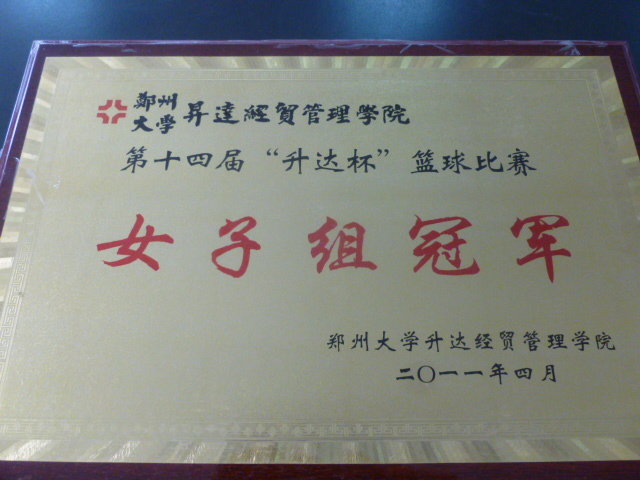 鄭州大學昇達經貿管理學院
第十四届“升达杯”篮球比赛
女子组冠军
郑州大学升达经贸管理学院
二〇一一年四月